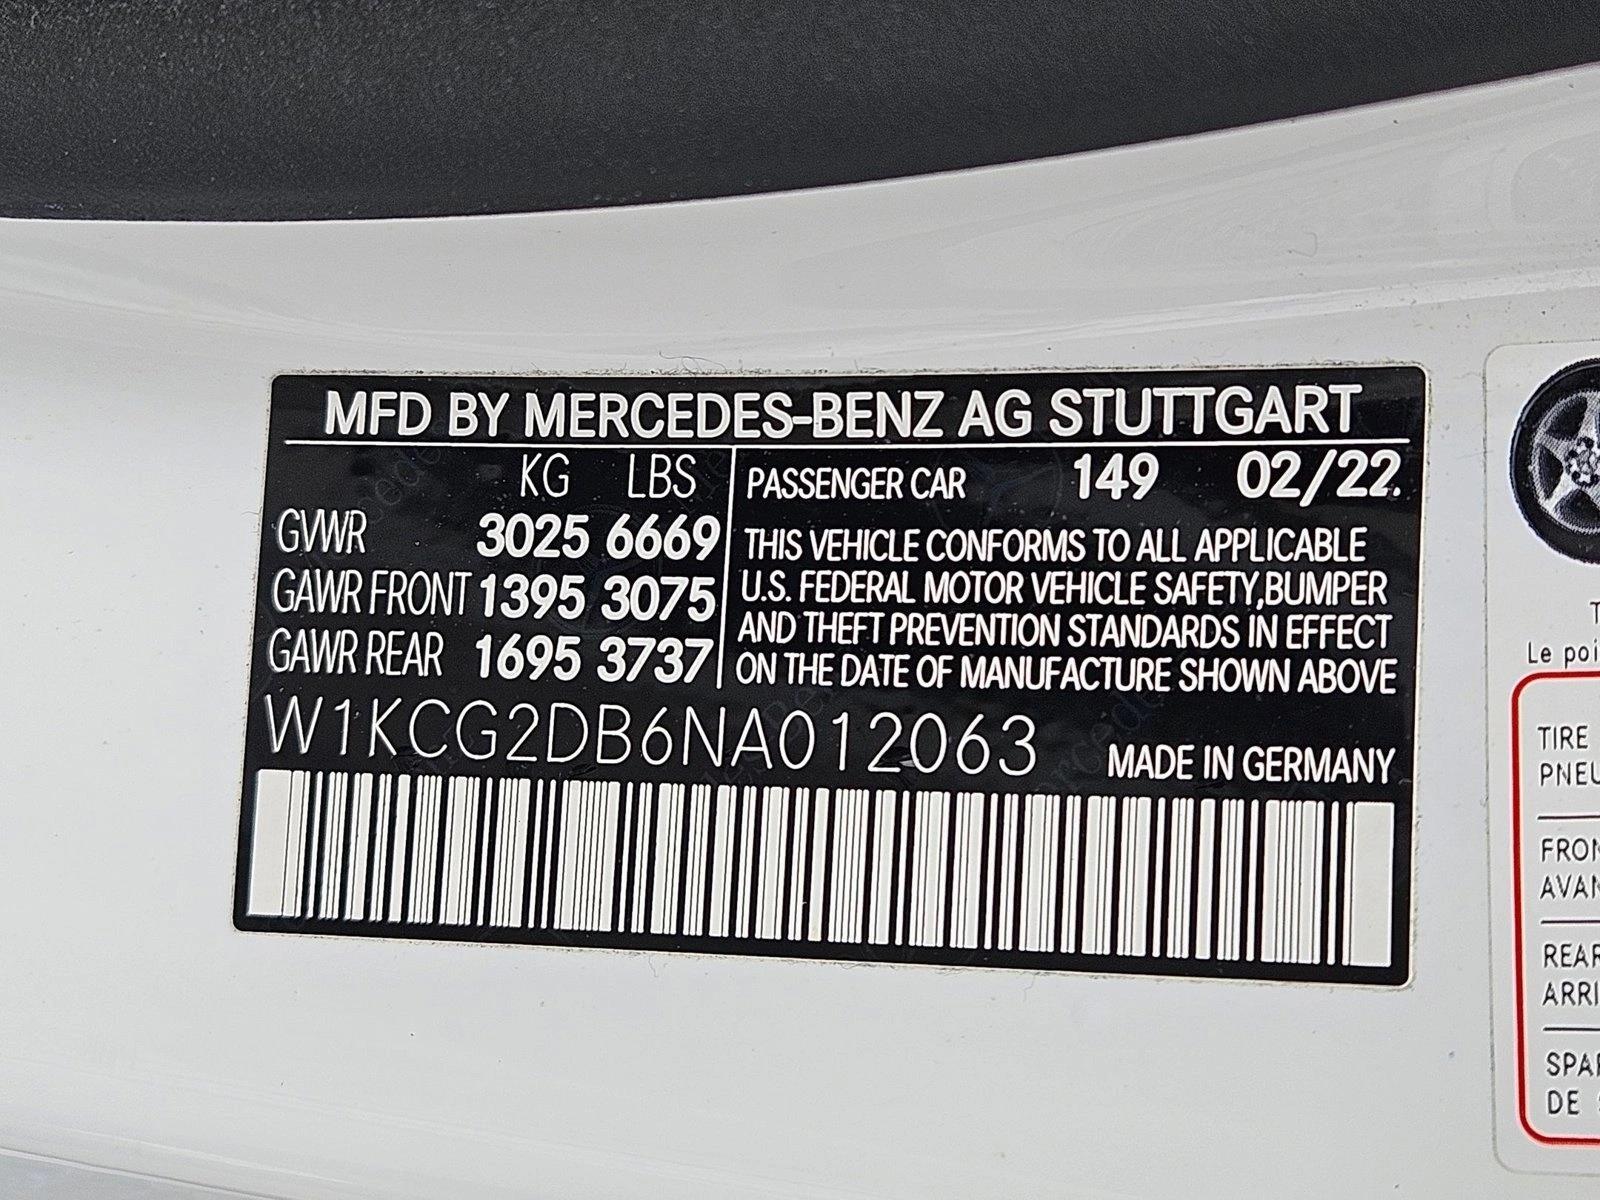 MFD BY MERCEDES-BENZ AG STUTTGART
KG LBS
GVWR 3025 6669
GAWR FRONT 1395 3075
GAWR REAR 1695 3737
PASSENGER CAR 149 02/22.
THIS VEHICLE CONFORMS TO ALL APPLICABLE
U.S. FEDERAL MOTOR VEHICLE SAFETY,BUMPER
AND THEFT PREVENTION STANDARDS IN EFFECT
ON THE DATE OF MANUFACTURE SHOWN ABOVE
W1KCG2DB6NA012063
MADE IN GERMANY
Le poi
TIRE
PNEU
FRON
AVAN
REAR
ARRI
SPAR
DE